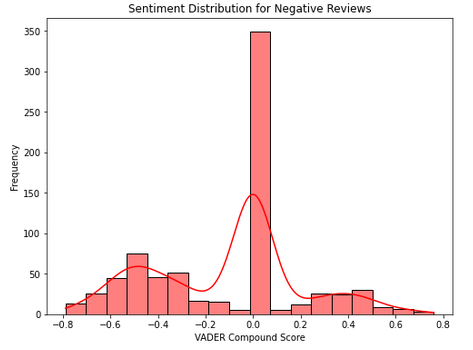 Sentiment Distribution for Negative Reviews
350
300
250
200
150
100
50
0
Frequency
−0.8 −0.6 −0.4 −0.2 0.0 0.2 0.4 0.6 0.8
VADER Compound Score